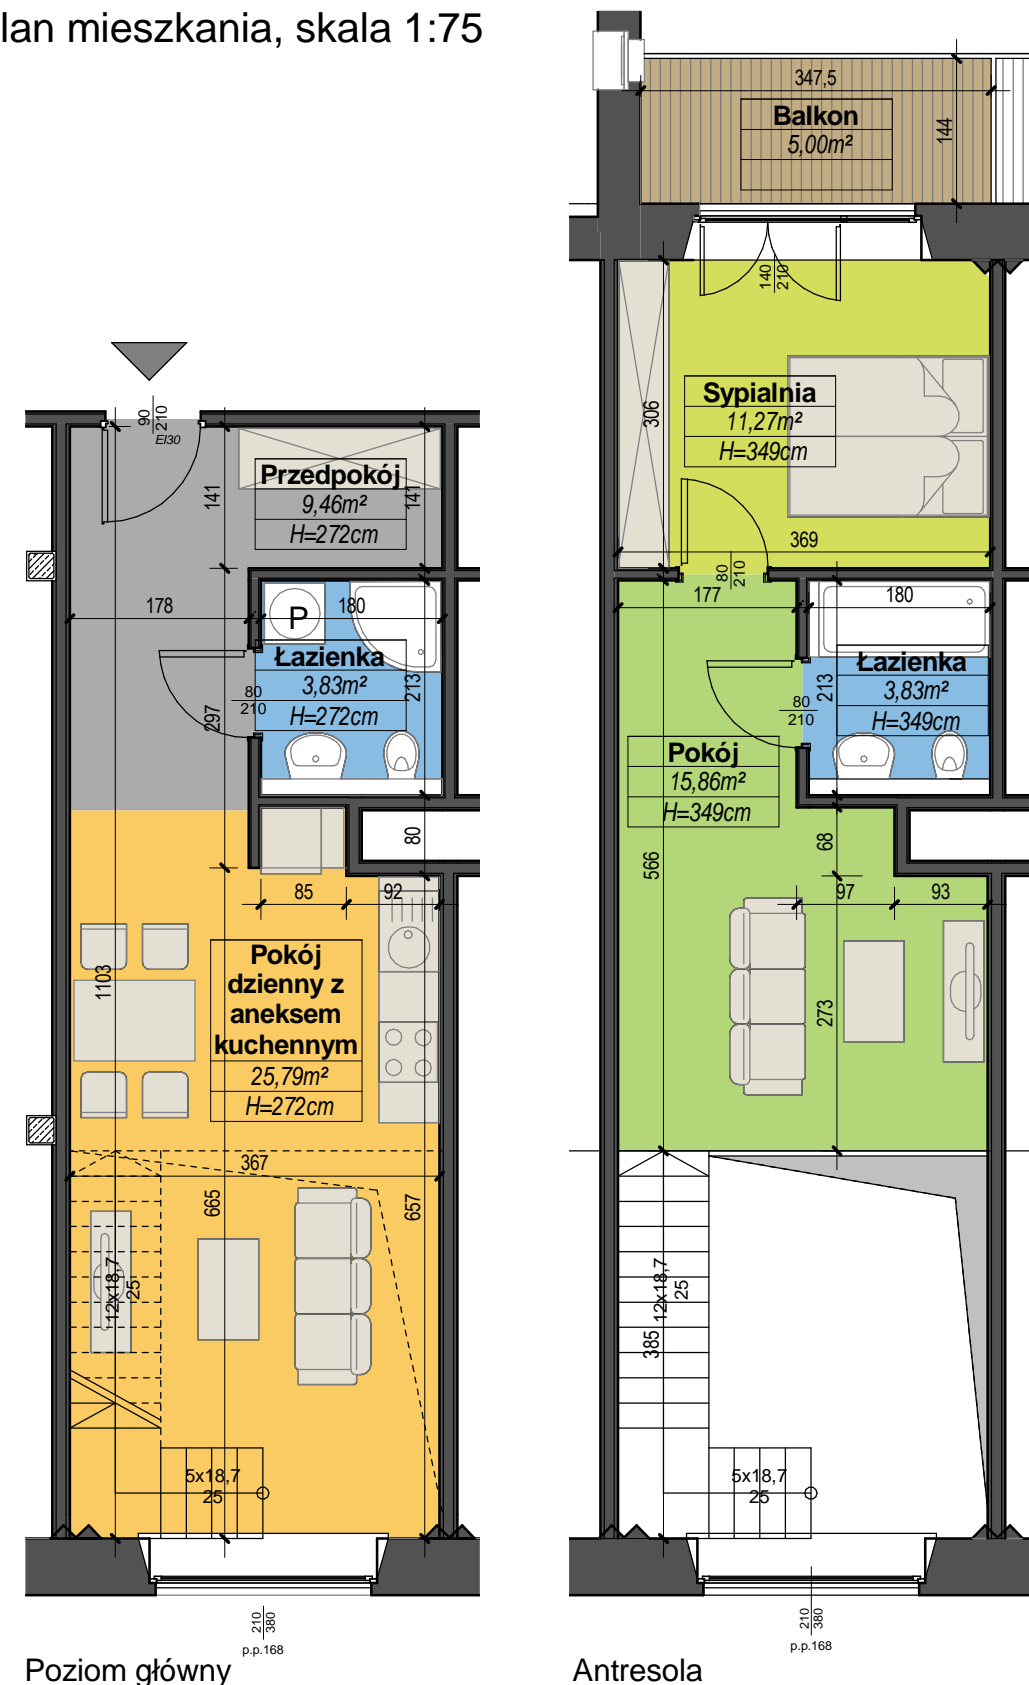 lan mieszkania, skala 1:75
347,5
Balkon
5,00m²
144
140
210
Sypialnia
11,27m²
H=349cm
306
369
80
210
177
180
Łazienka
3,83m²
H=349cm
213
80
210
Pokój
15,86m²
H=349cm
566
68
97
93
273
12x18,7
25
385
5x18,7
25
210
380
p.p.168
Antresola
90
210
EI30
Przedpokój
9,46m²
H=272cm
141
141
178
180
P
Łazienka
3,83m²
H=272cm
213
80
210
297
80
85
92
Pokój
dzienny z
aneksem
kuchennym
25,79m²
H=272cm
1103
367
665
657
12x18,7
25
5x18,7
25
210
380
p.p.168
Poziom główny